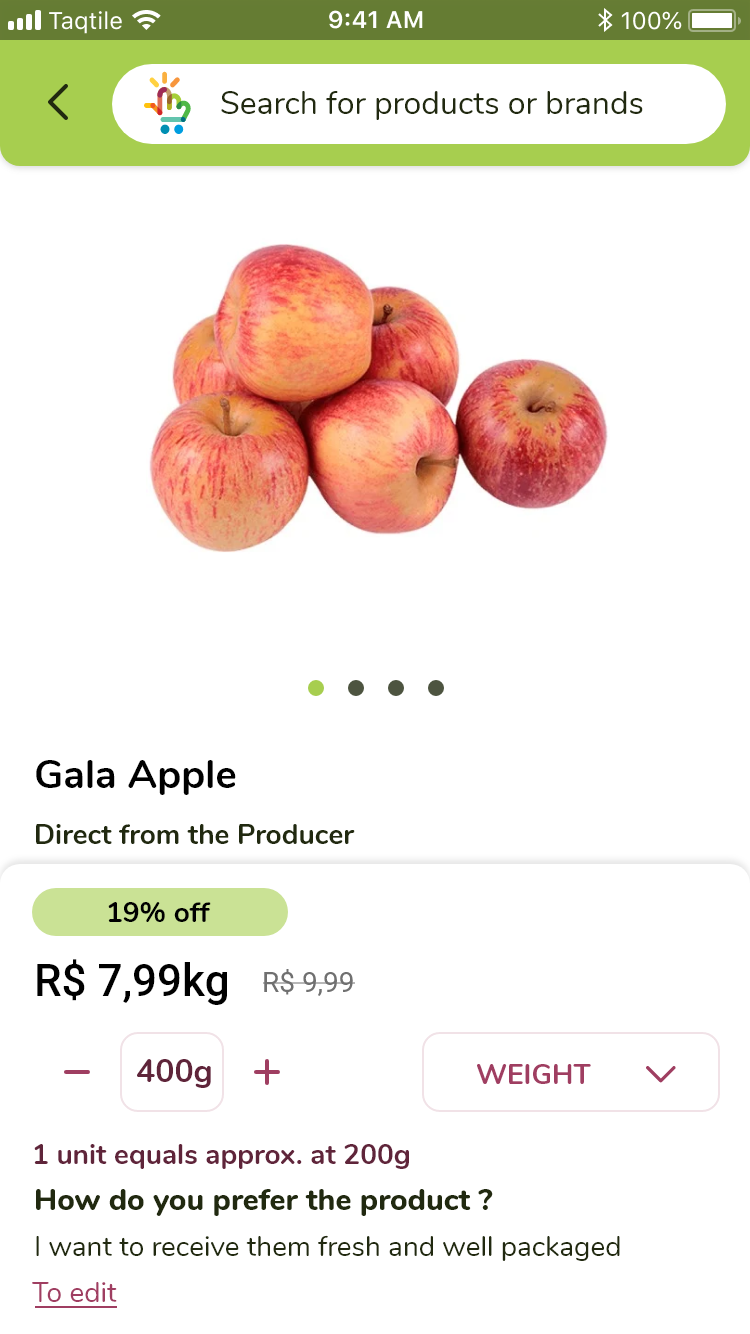 Taqtile 9:41 AM 100%
Search for products or brands
Gala Apple
Direct from the Producer
19% off
R$ 7,99kg R$ 9,99
400g WEIGHT
1 unit equals approx. at 200g
How do you prefer the product ?
I want to receive them fresh and well packaged
To edit